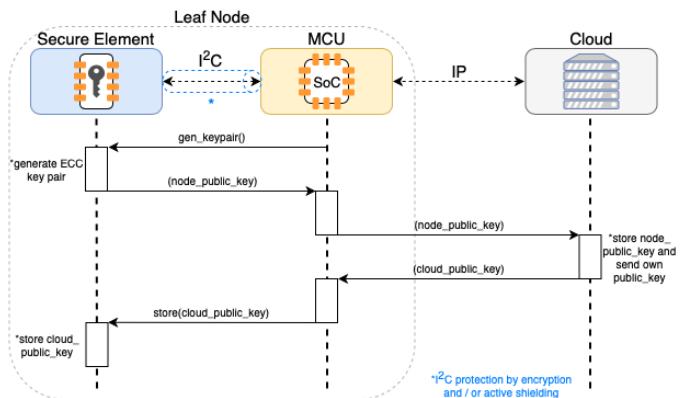 Leaf Node
Secure Element
MCU
Cloud
I²C
SoC
IP
*
gen_keypair()
*generate ECC
key pair
(node_public_key)
(node_public_key)
*store node_
public_key and
send own
public_key
(cloud_public_key)
store(cloud_public_key)
*store cloud_
public_key
*I²C protection by encryption
and / or active shielding